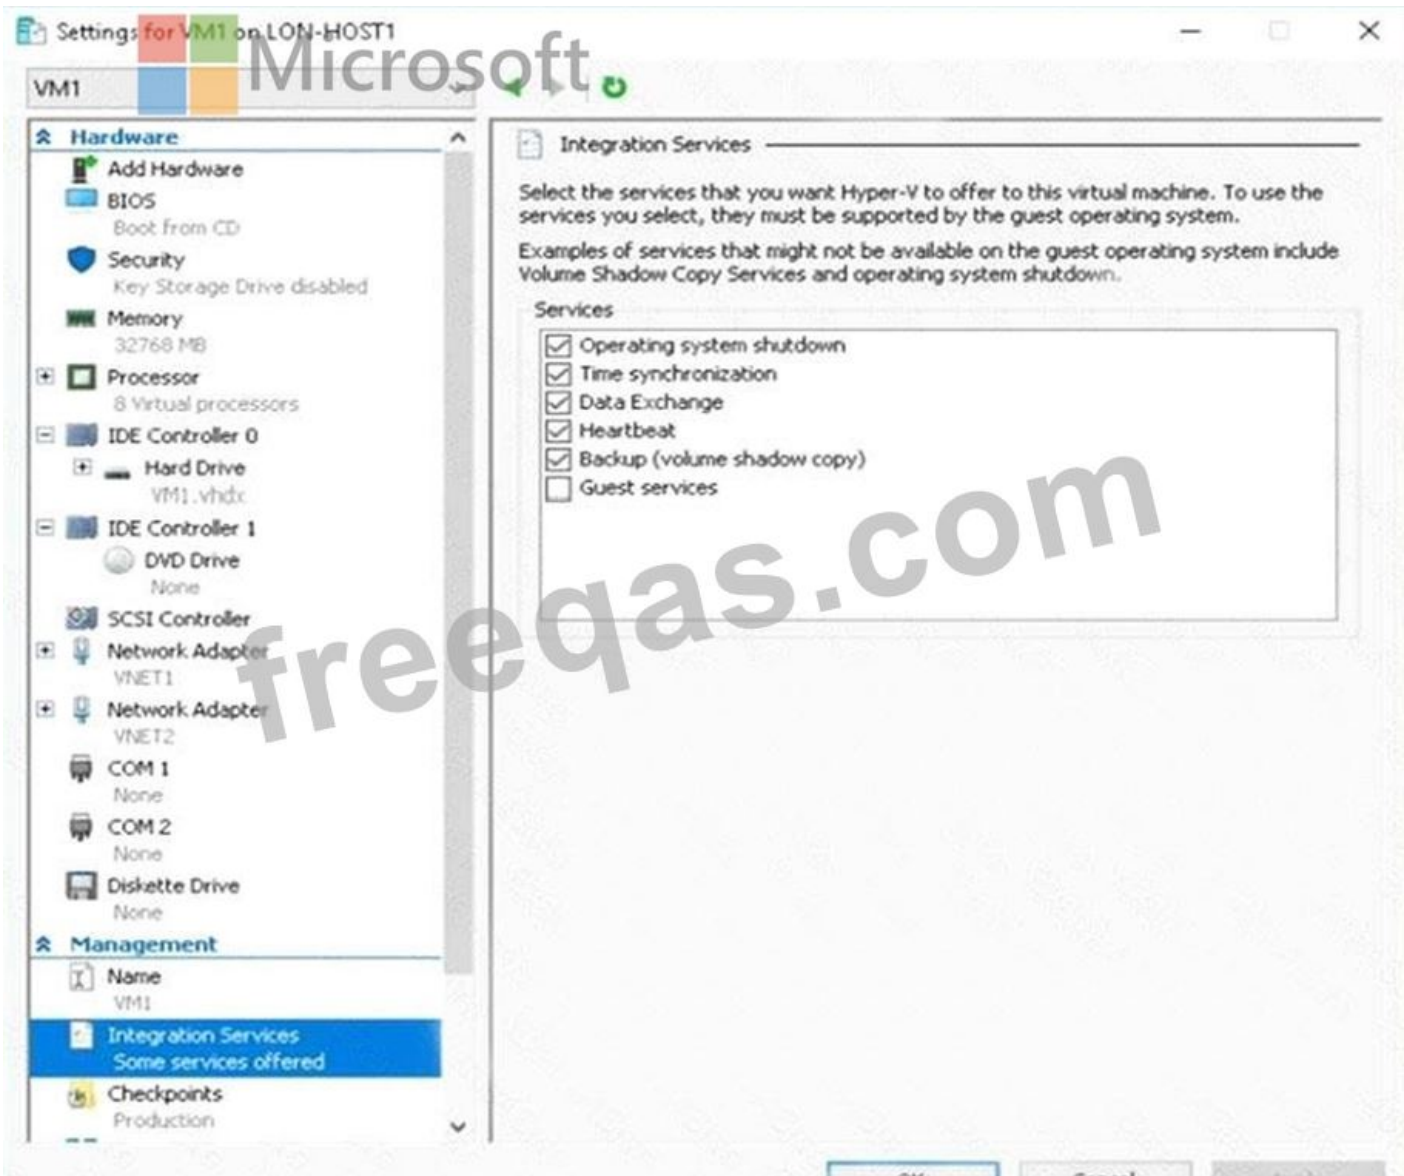 Settings for VM1 on LON-HOST1
Microsoft
VM1
Hardware
Add Hardware
BIOS
Boot from CD
Security
Key Storage Drive disabled
Memory
32768 MB
Processor
8 Virtual processors
IDE Controller 0
Hard Drive
VM1.vhdx
IDE Controller 1
DVD Drive
None
SCSI Controller
Network Adapter
VNET1
Network Adapter
VNET2
COM 1
None
COM 2
None
Diskette Drive
None
Management
Name
VM1
Integration Services
Some services offered
Checkpoints
Production
Integration Services
Select the services that you want Hyper-V to offer to this virtual machine. To use the
services you select, they must be supported by the guest operating system.
Examples of services that might not be available on the guest operating system include
Volume Shadow Copy Services and operating system shutdown.
Services
Operating system shutdown
Time synchronization
Data Exchange
Heartbeat
Backup (volume shadow copy)
Guest services
freeqas.com